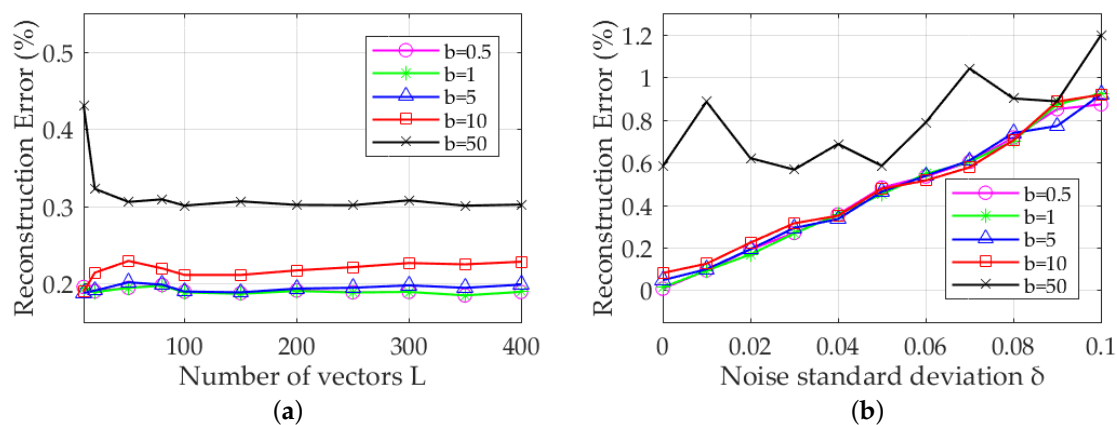 Reconstruction Error (%)
0.5
0.4
0.3
0.2
100
200
300
400
Number of vectors L
b=0.5
b=1
b=5
b=10
b=50
(a)
Reconstruction Error (%)
1.2
1
0.8
0.6
0.4
0.2
0
0
0.02
0.04
0.06
0.08
0.1
Noise standard deviation δ
b=0.5
b=1
b=5
b=10
b=50
(b)